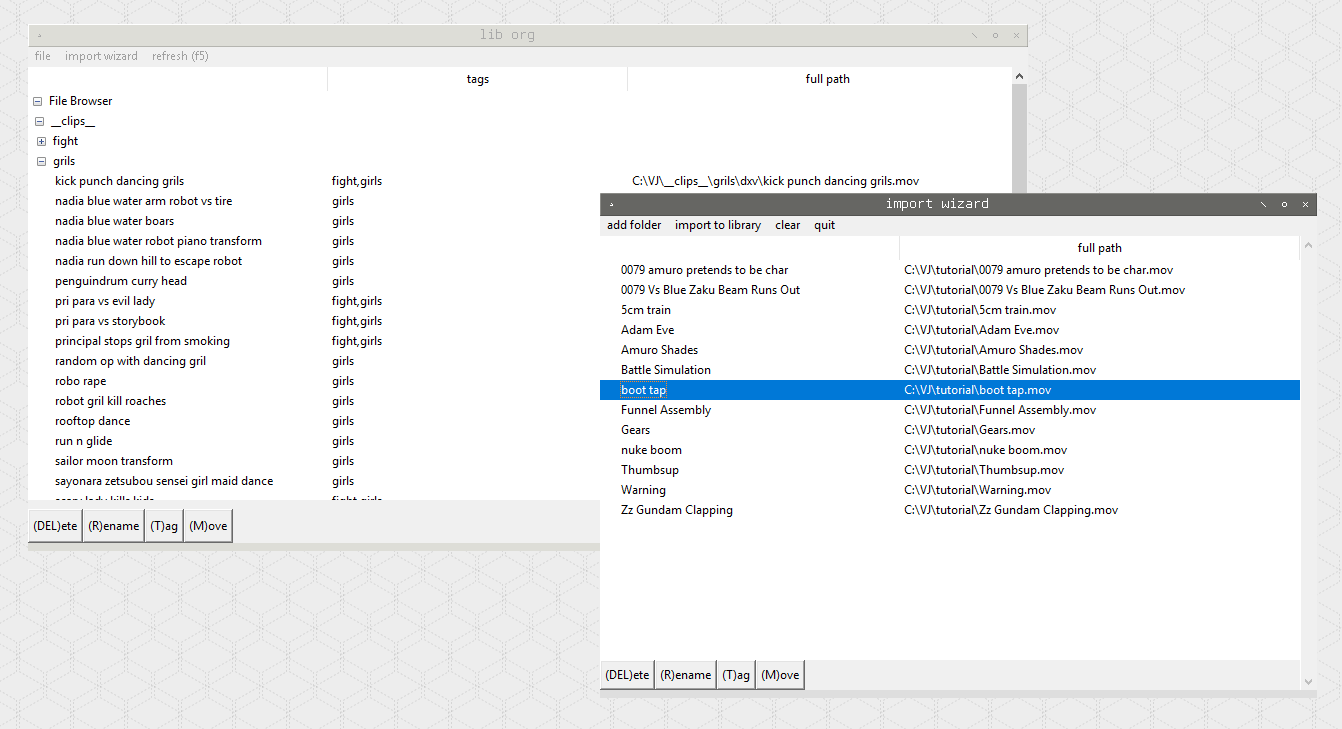 lib org
file import wizard refresh (f5)
tags full path
File Browser
__clips__
fight
grils
kick punch dancing grils fight,girls C:\VJ\__clips__\grils\dxv\kick punch dancing grils.mov
nadia blue water arm robot vs tire girls
nadia blue water boars girls
nadia blue water robot piano transform girls
nadia run down hill to escape robot girls
penguindrum curry head girls
pri para vs evil lady fight,girls
pri para vs storybook fight,girls
principal stops gril from smoking fight,girls
random op with dancing gril girls
robo rape girls
robot gril kill roaches girls
rooftop dance girls
run n glide girls
sailor moon transform girls
sayonara zetsubou sensei girl maid dance girls
scary lady kills kids fight,girls
(DEL)ete (R)ename (T)ag (M)ove
import wizard
add folder import to library clear quit
full path
0079 amuro pretends to be char C:\VJ\tutorial\0079 amuro pretends to be char.mov
0079 Vs Blue Zaku Beam Runs Out C:\VJ\tutorial\0079 Vs Blue Zaku Beam Runs Out.mov
5cm train C:\VJ\tutorial\5cm train.mov
Adam Eve C:\VJ\tutorial\Adam Eve.mov
Amuro Shades C:\VJ\tutorial\Amuro Shades.mov
Battle Simulation C:\VJ\tutorial\Battle Simulation.mov
boot tap C:\VJ\tutorial\boot tap.mov
Funnel Assembly C:\VJ\tutorial\Funnel Assembly.mov
Gears C:\VJ\tutorial\Gears.mov
nuke boom C:\VJ\tutorial\nuke boom.mov
Thumbsup C:\VJ\tutorial\Thumbsup.mov
Warning C:\VJ\tutorial\Warning.mov
Zz Gundam Clapping C:\VJ\tutorial\Zz Gundam Clapping.mov
(DEL)ete (R)ename (T)ag (M)ove